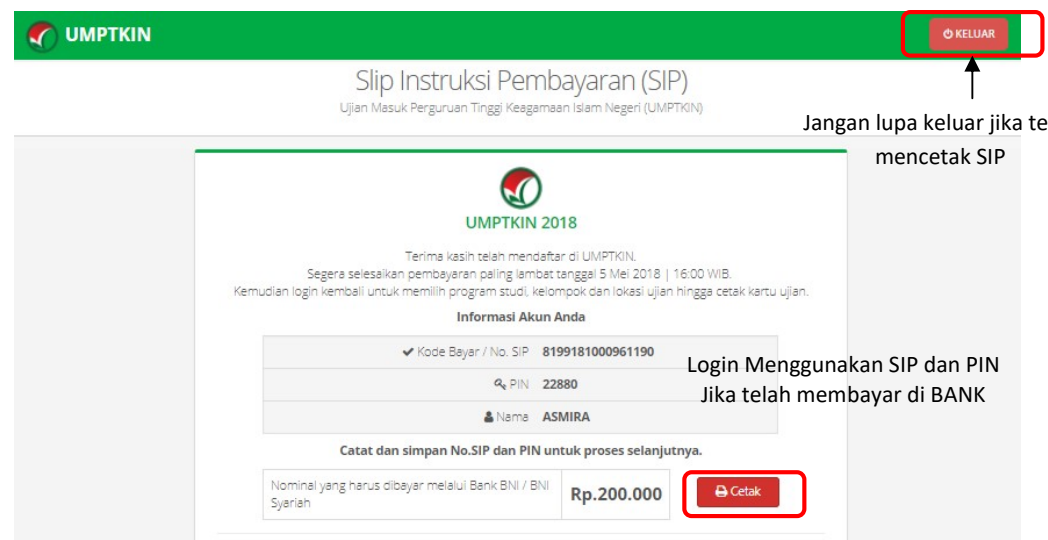 UMPTKIN
KELUAR
Slip Instruksi Pembayaran (SIP)
Ujian Masuk Perguruan Tinggi Keagamaan Islam Negeri (UMPTKIN)
Jangan lupa keluar jika te
mencetak SIP
UMPTKIN 2018
Terima kasih telah mendaftar di UMPTKIN.
Segera selesaikan pembayaran paling lambat tanggal 5 Mei 2018 | 16:00 WIB.
Kemudian login kembali untuk memilih program studi, kelompok dan lokasi ujian hingga cetak kartu ujian.
Informasi Akun Anda
Kode Bayar / No. SIP 8199181000961190
PIN 22880
Nama ASMIRA
Login Menggunakan SIP dan PIN
Jika telah membayar di BANK
Catat dan simpan No.SIP dan PIN untuk proses selanjutnya.
Nominal yang harus dibayar melalui Bank BNI / BNI
Syariah
Rp.200.000
Cetak